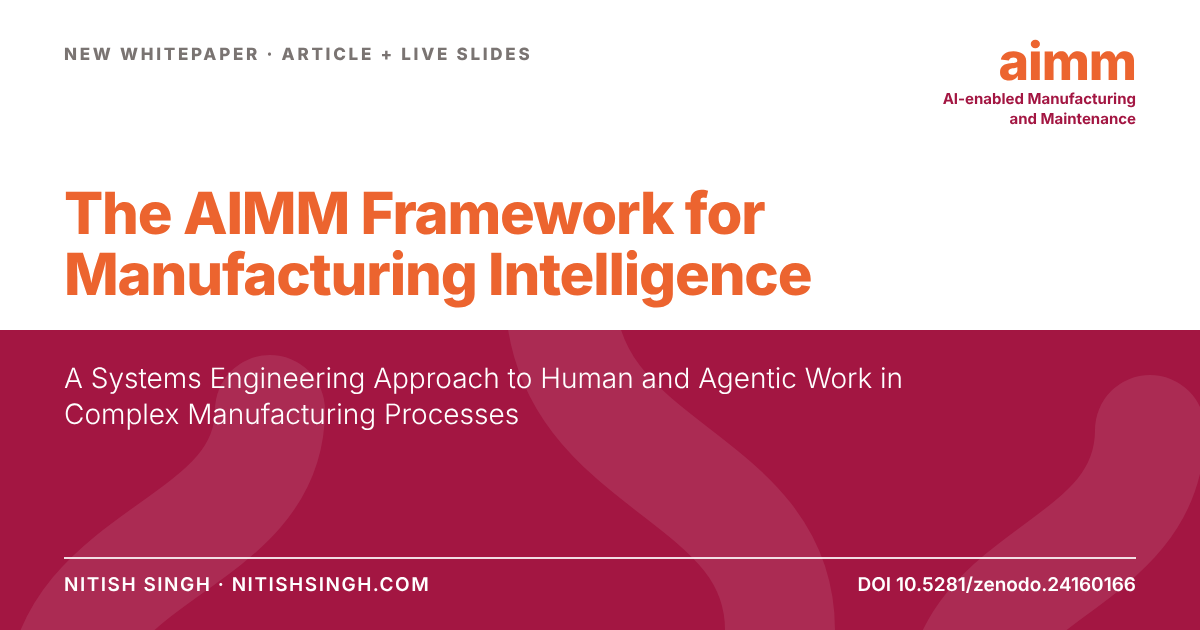 NEW WHITEPAPER · ARTICLE + LIVE SLIDES
aimm
AI-enabled Manufacturing
and Maintenance
The AIMM Framework for
Manufacturing Intelligence
A Systems Engineering Approach to Human and Agentic Work in
Complex Manufacturing Processes
NITISH SINGH · NITISHSINGH.COM
DOI 10.5281/zenodo.24160166